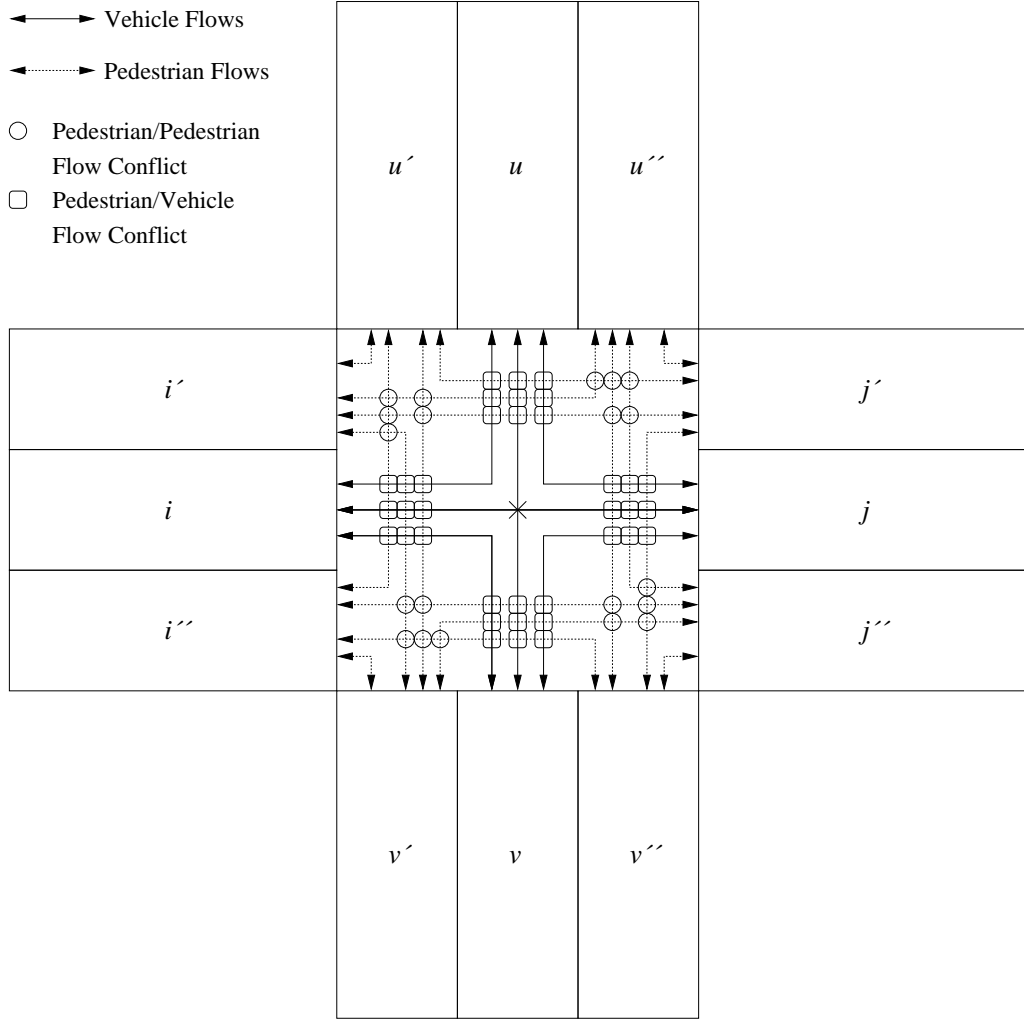 Vehicle Flows
Pedestrian Flows
Pedestrian/Pedestrian
Flow Conflict
Pedestrian/Vehicle
Flow Conflict
u´ u u´´
i´ j´
i j
i´´ j´´
v´ v v´´